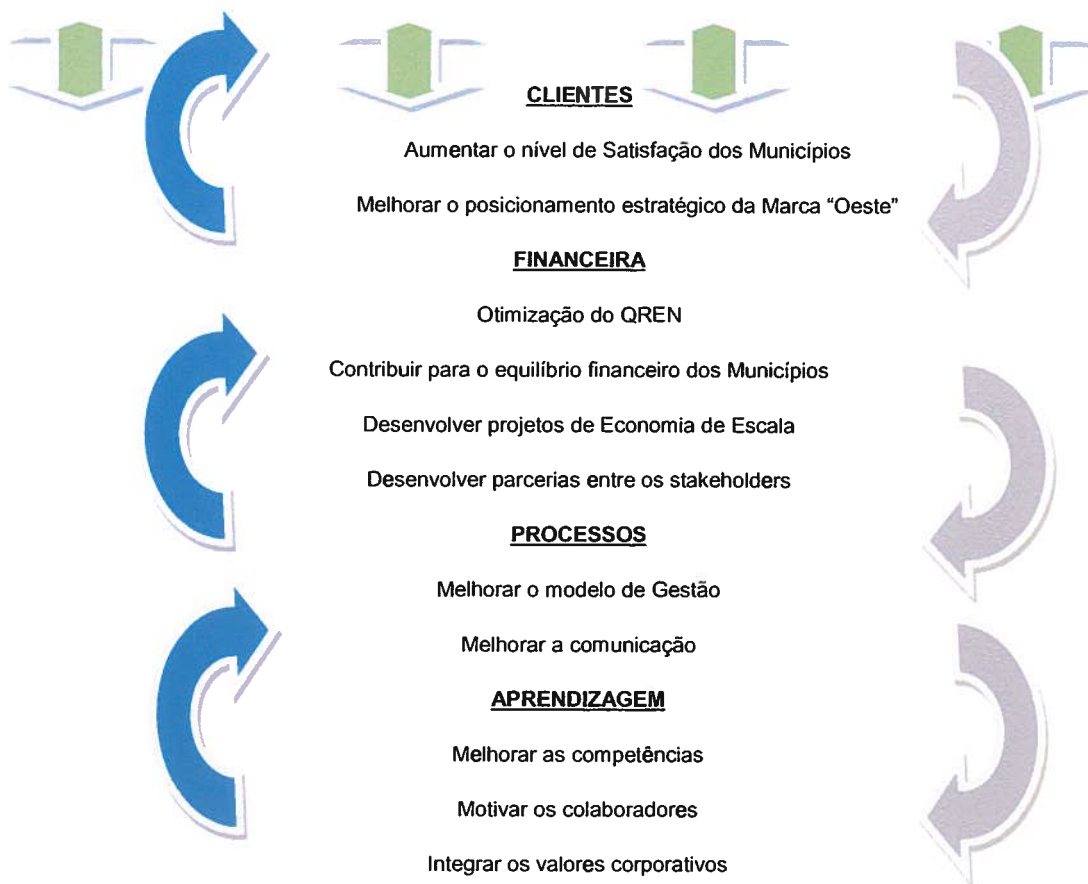 CLIENTES
Aumentar o nível de Satisfação dos Municípios
Melhorar o posicionamento estratégico da Marca “Oeste”
FINANCEIRA
Otimização do QREN
Contribuir para o equilíbrio financeiro dos Municípios
Desenvolver projetos de Economia de Escala
Desenvolver parcerias entre os stakeholders
PROCESSOS
Melhorar o modelo de Gestão
Melhorar a comunicação
APRENDIZAGEM
Melhorar as competências
Motivar os colaboradores
Integrar os valores corporativos